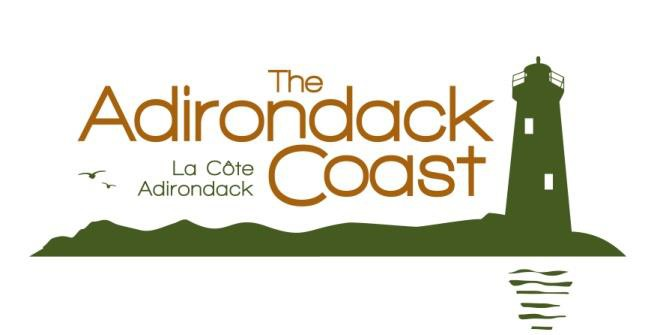 The
Adirondack
Coast
La Côte
Adirondack